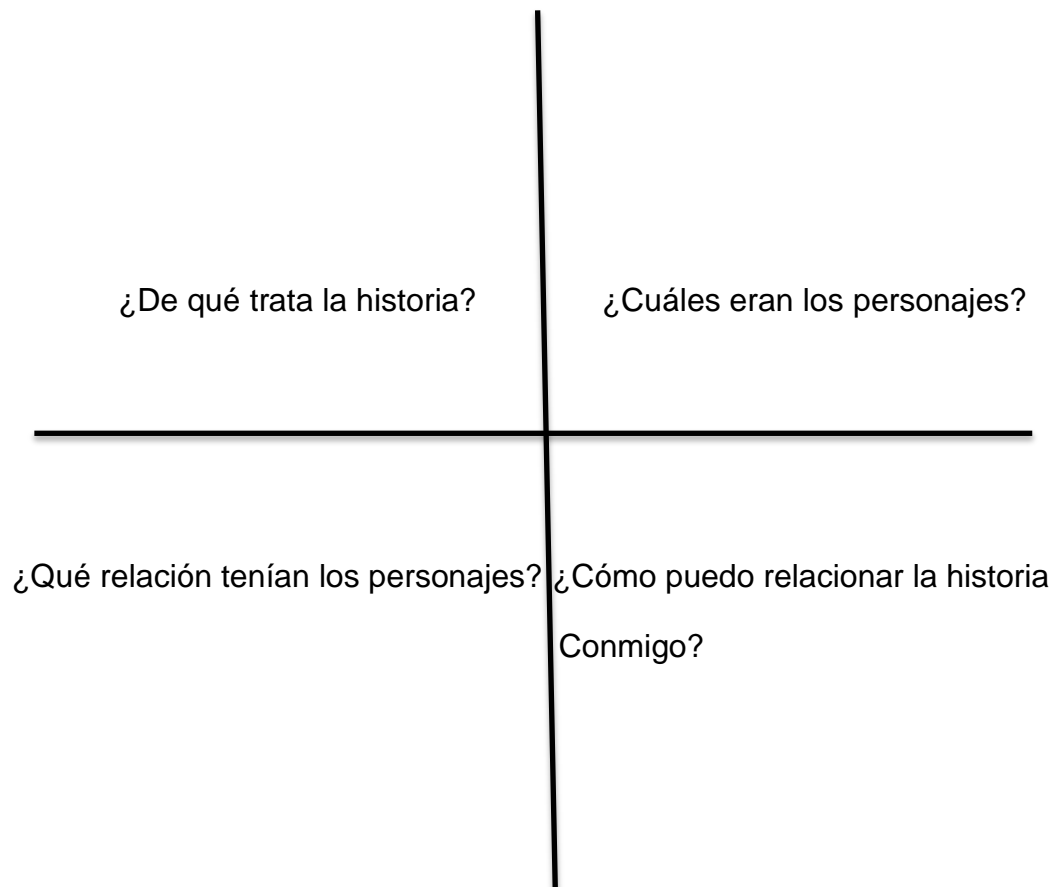 ¿De qué trata la historia?
¿Cuáles eran los personajes?
¿Qué relación tenían los personajes?
¿Cómo puedo relacionar la historia
Conmigo?